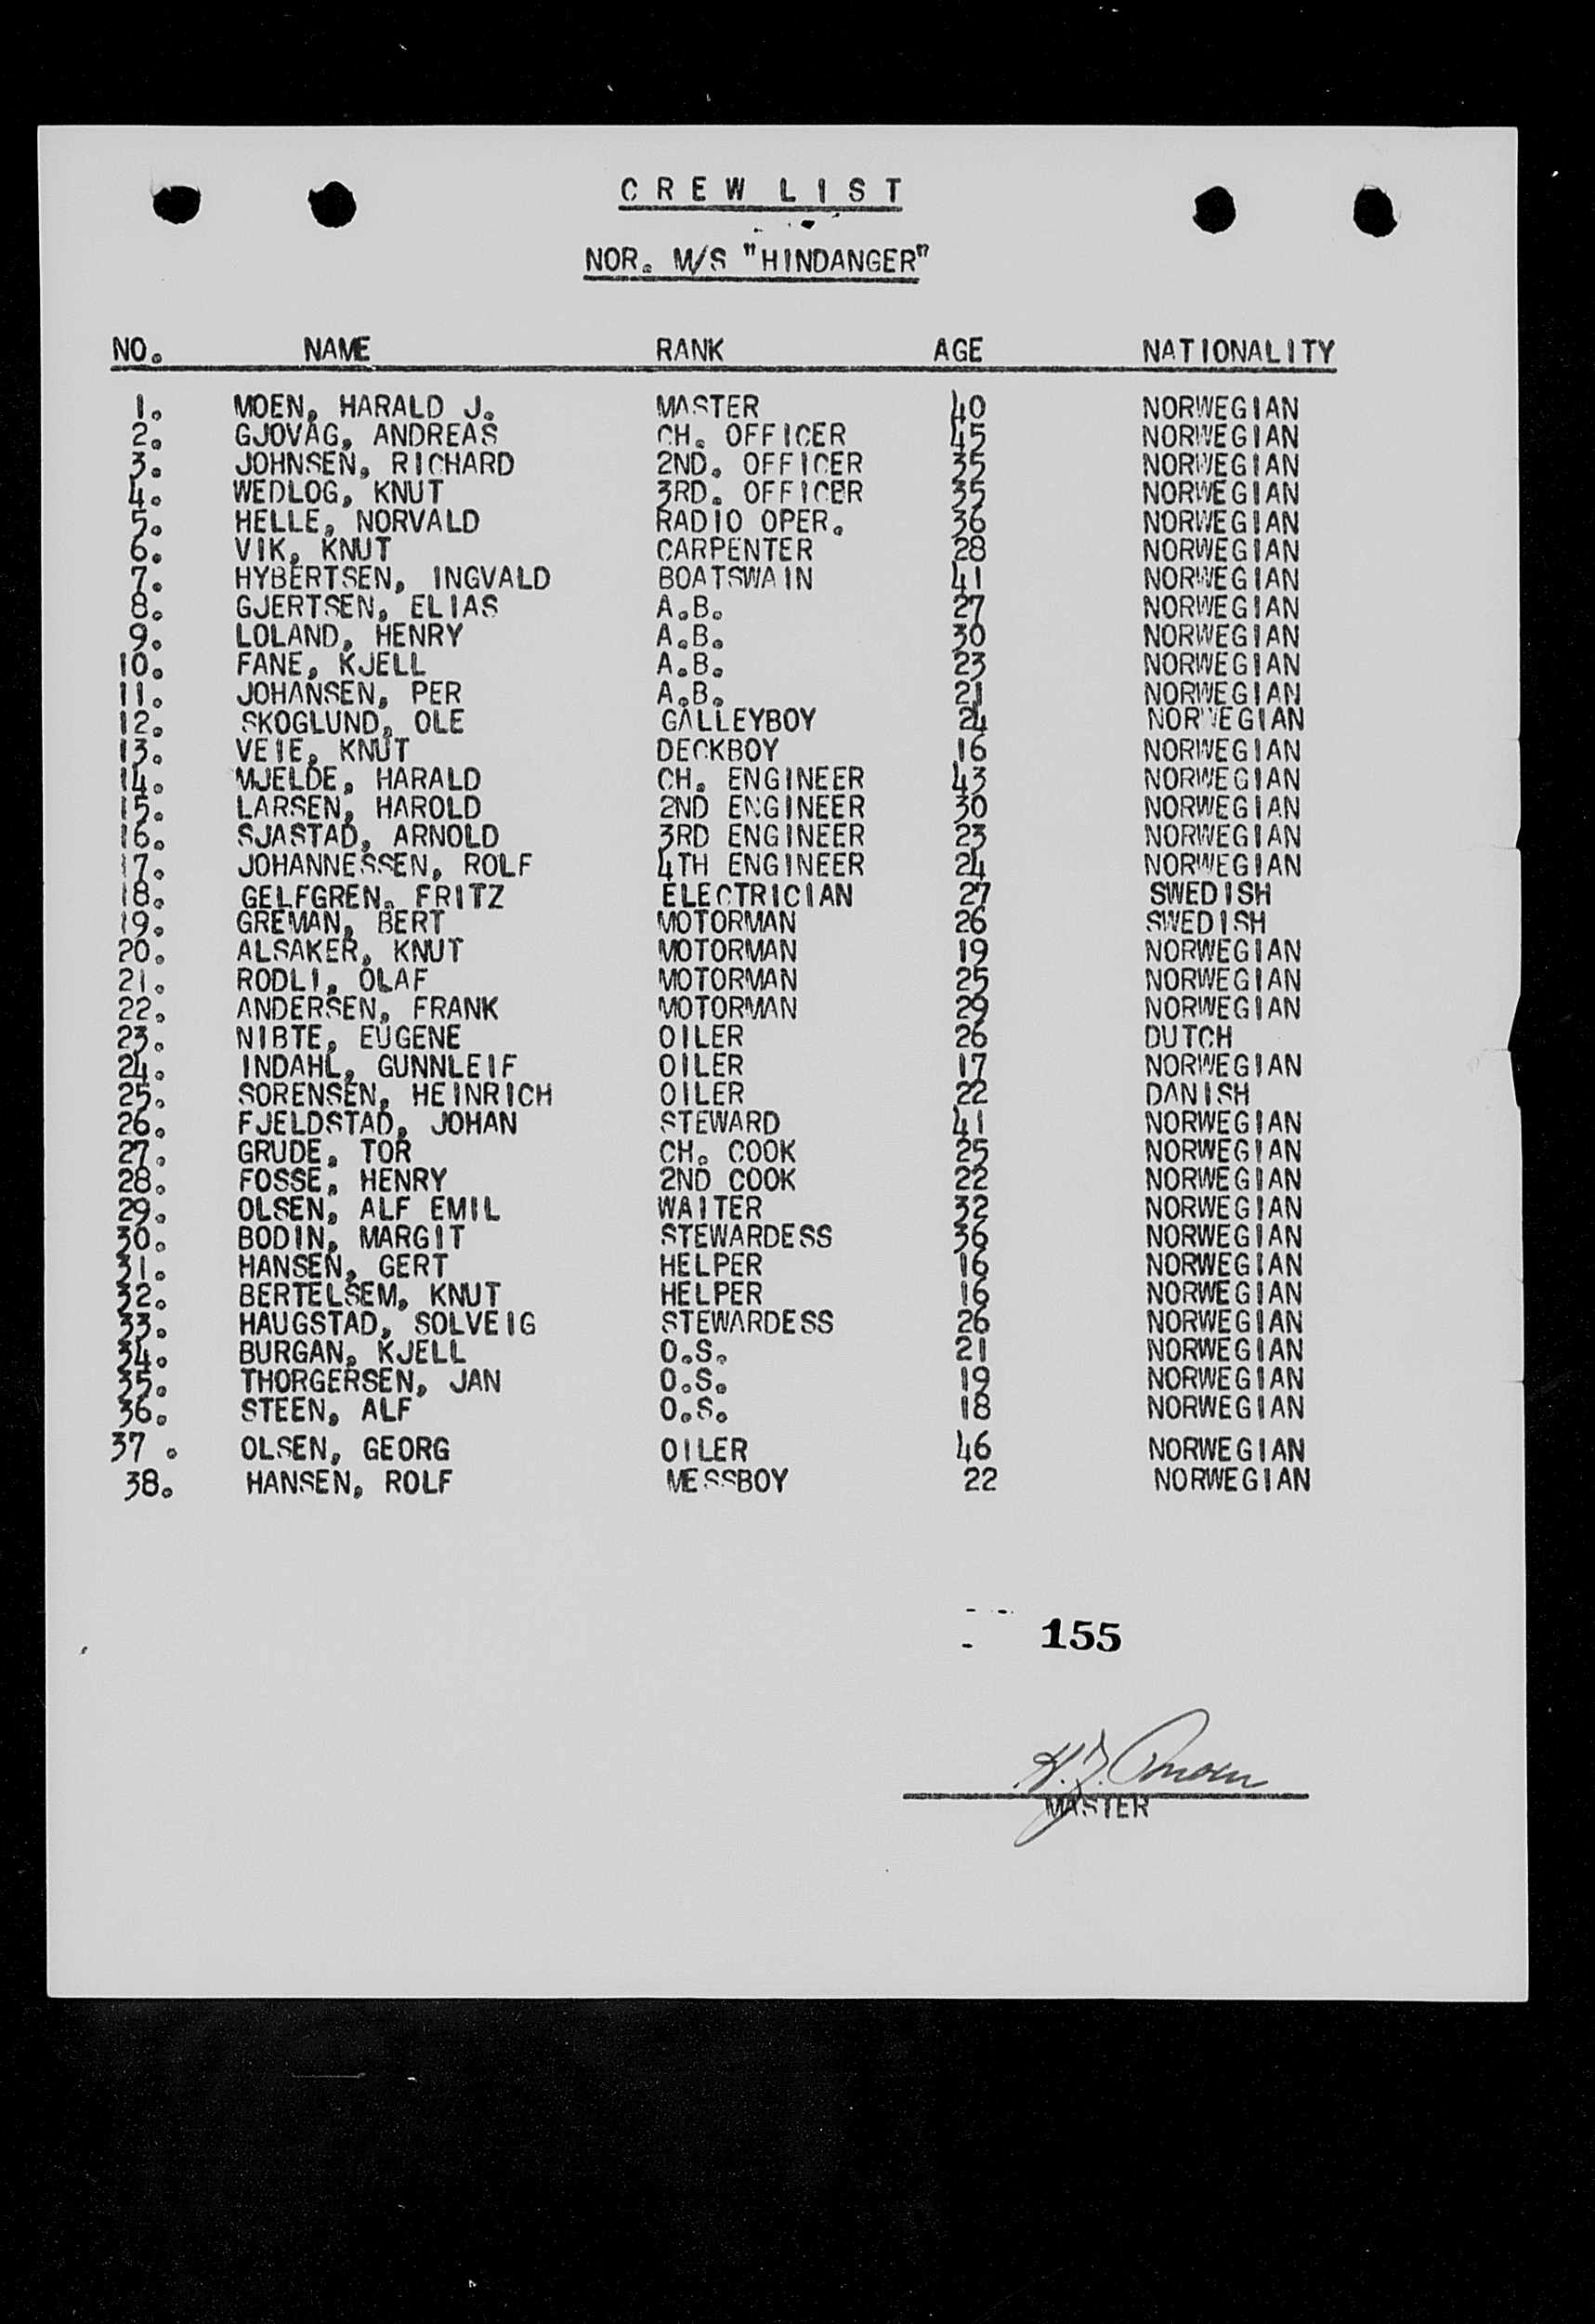 CREW LIST
NOR. M/S "HINDANGER"
NO. NAME RANK AGE NATIONALITY
1. MOEN, HARALD J. MASTER 40 NORWEGIAN
2. GJOVAG, ANDREAS CH. OFFICER 45 NORWEGIAN
3. JOHNSEN, RICHARD 2ND. OFFICER 35 NORWEGIAN
4. WEDLOG, KNUT 3RD. OFFICER 35 NORWEGIAN
5. HELLE, NORVALD RADIO OPER. 36 NORWEGIAN
6. VIK, KNUT CARPENTER 28 NORWEGIAN
7. HYBERTSEN, INGVALD BOATSWAIN 41 NORWEGIAN
8. GJERTSEN, ELIAS A.B. 27 NORWEGIAN
9. LOLAND, HENRY A.B. 30 NORWEGIAN
10. FANE, KJELL A.B. 23 NORWEGIAN
11. JOHANSEN, PER A.B. 21 NORWEGIAN
12. SKOGLUND, OLE GALLEYBOY 24 NORWEGIAN
13. VEIE, KNUT DECKBOY 16 NORWEGIAN
14. MJELDE, HARALD CH. ENGINEER 43 NORWEGIAN
15. LARSEN, HAROLD 2ND ENGINEER 30 NORWEGIAN
16. SJASTAD, ARNOLD 3RD ENGINEER 23 NORWEGIAN
17. JOHANNESSEN, ROLF 4TH ENGINEER 24 NORWEGIAN
18. GELFGREN, FRITZ ELECTRICIAN 27 SWEDISH
19. GREMAN, BERT MOTORMAN 26 SWEDISH
20. ALSAKER, KNUT MOTORMAN 19 NORWEGIAN
21. RODLI, OLAF MOTORMAN 25 NORWEGIAN
22. ANDERSEN, FRANK MOTORMAN 29 NORWEGIAN
23. NIBTE, EUGENE OILER 26 DUTCH
24. INDAHL, GUNNLEIF OILER 17 NORWEGIAN
25. SORENSEN, HEINRICH OILER 22 DANISH
26. FJELDSTAD, JOHAN STEWARD 41 NORWEGIAN
27. GRUDE, TOR CH. COOK 25 NORWEGIAN
28. FOSSE, HENRY 2ND COOK 22 NORWEGIAN
29. OLSEN, ALF EMIL WAITER 32 NORWEGIAN
30. BODIN, MARGIT STEWARDESS 36 NORWEGIAN
31. HANSEN, GERT HELPER 16 NORWEGIAN
32. BERTELSEM, KNUT HELPER 16 NORWEGIAN
33. HAUGSTAD, SOLVEIG STEWARDESS 26 NORWEGIAN
34. BURGAN, KJELL O.S. 21 NORWEGIAN
35. THORGERSEN, JAN O.S. 19 NORWEGIAN
36. STEEN, ALF O.S. 18 NORWEGIAN
37 . OLSEN, GEORG OILER 46 NORWEGIAN
38. HANSEN, ROLF MESSBOY 22 NORWEGIAN
155
H.J. Moen
MASTER